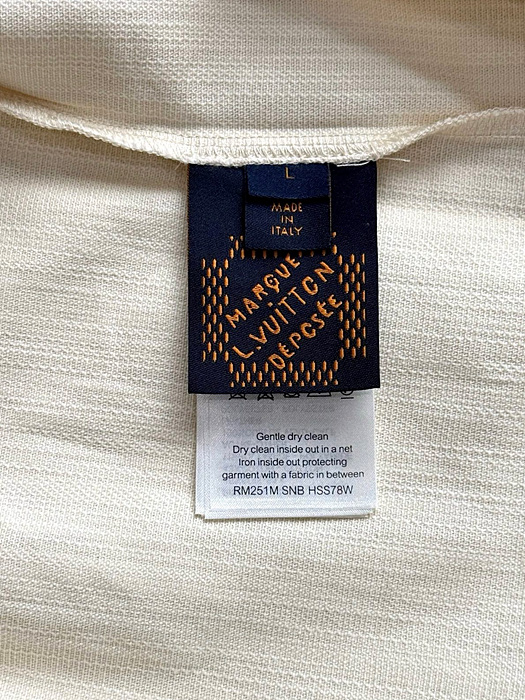 L
MADE
IN
ITALY
MARQUE
L.VUITTON
DÉPOSÉE
Gentle dry clean
Dry clean inside out in a net
Iron inside out protecting
garment with a fabric in between
RM251M SNB HSS78W